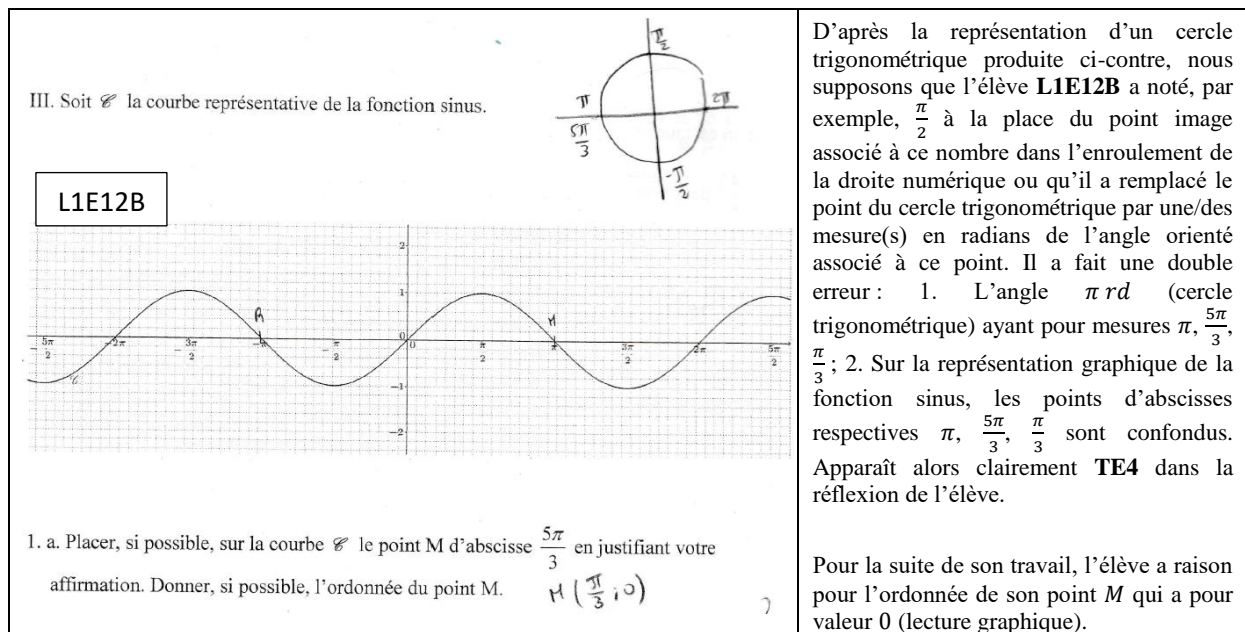 III. Soit 𝒞 la courbe représentative de la fonction sinus.
π/2
π
2π
5π/3
-π/2
L1E12B
2
1
0
-1
-2
R
M
-5π/2 -2π -3π/2 -π -π/2 0 π/2 π 3π/2 2π 5π/2
𝒞
1. a. Placer, si possible, sur la courbe 𝒞 le point M d’abscisse 5π/3 en justifiant votre
affirmation. Donner, si possible, l’ordonnée du point M.
M (π/3 ; 0)
D’après la représentation d’un cercle
trigonométrique produite ci-contre, nous
supposons que l’élève L1E12B a noté, par
exemple, π/2 à la place du point image
associé à ce nombre dans l’enroulement de
la droite numérique ou qu’il a remplacé le
point du cercle trigonométrique par une/des
mesure(s) en radians de l’angle orienté
associé à ce point. Il a fait une double
erreur : 1. L’angle π rd (cercle
trigonométrique) ayant pour mesures π, 5π/3,
π/3 ; 2. Sur la représentation graphique de la
fonction sinus, les points d’abscisses
respectives π, 5π/3, π/3 sont confondus.
Apparaît alors clairement TE4 dans la
réflexion de l’élève.
Pour la suite de son travail, l’élève a raison
pour l’ordonnée de son point M qui a pour
valeur 0 (lecture graphique).